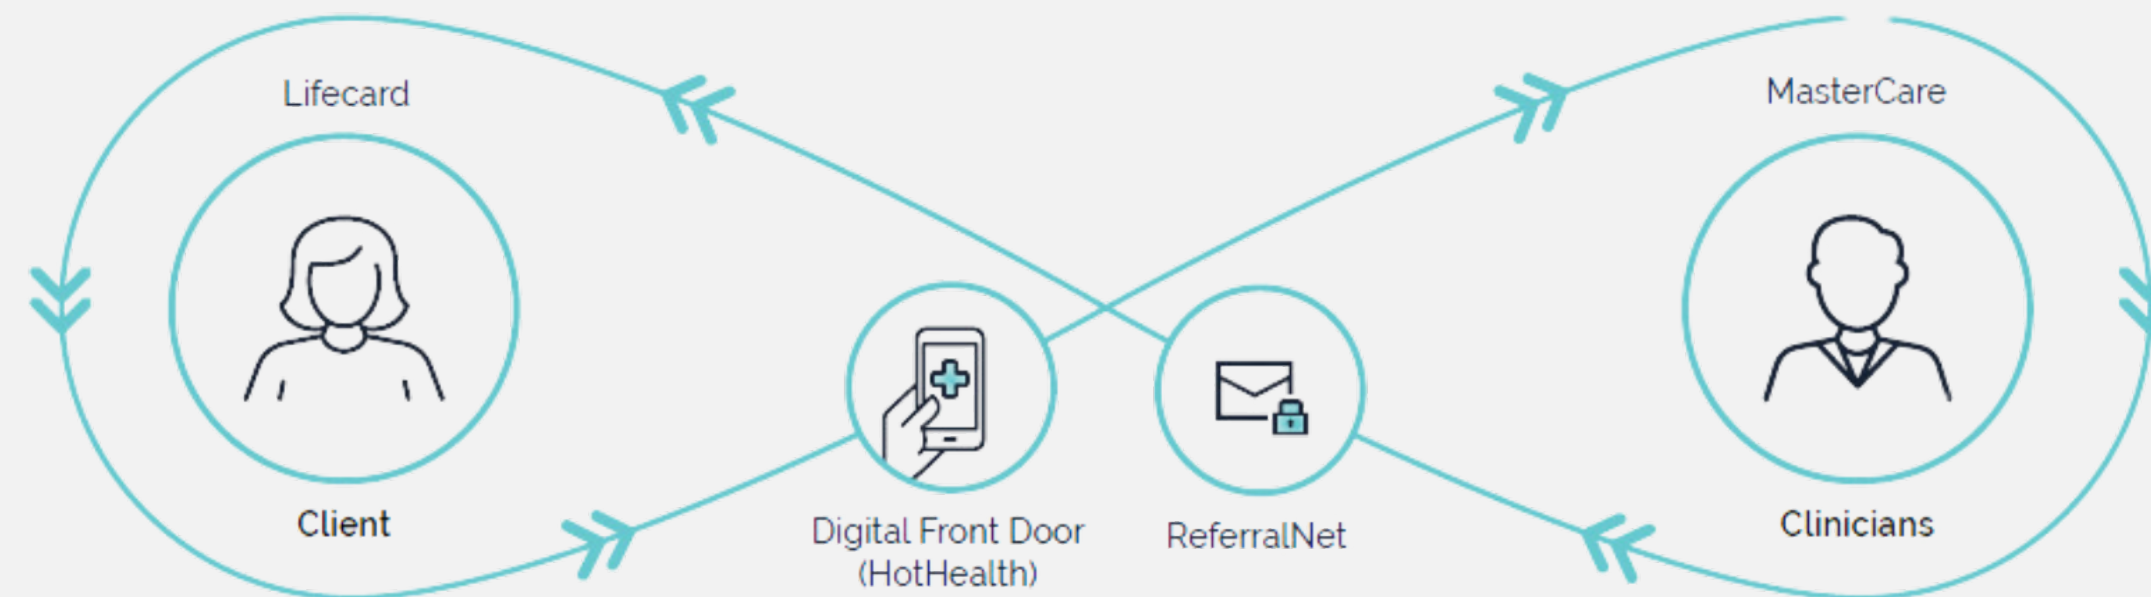 Lifecard
MasterCare
Client
Digital Front Door
(HotHealth)
ReferralNet
Clinicians